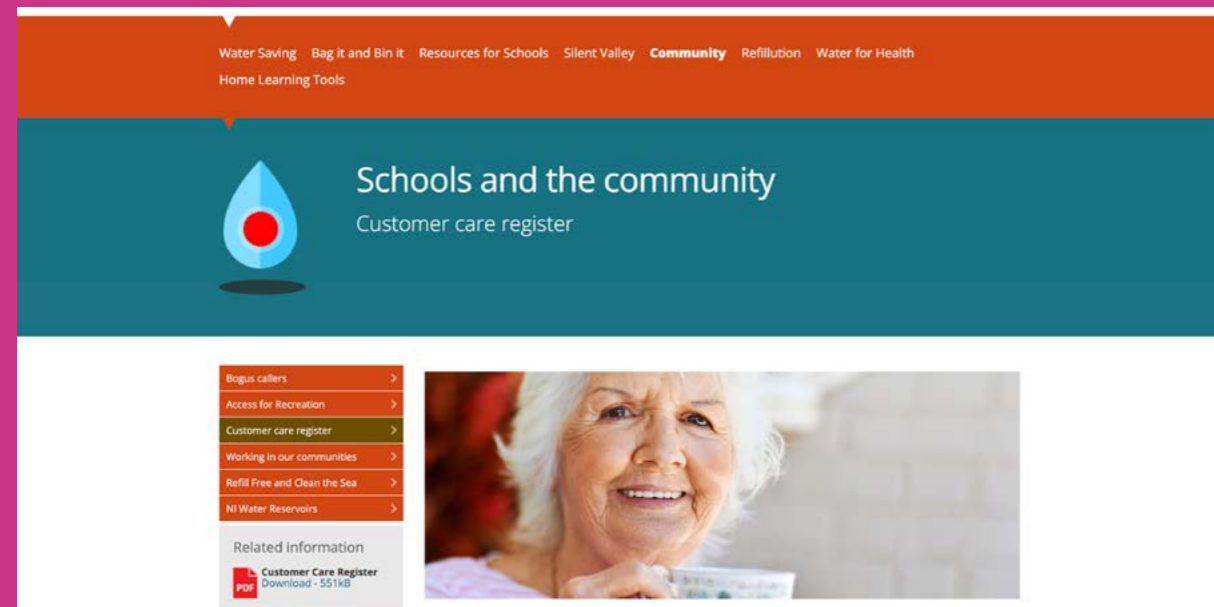 Water Saving Bag it and Bin it Resources for Schools Silent Valley Community Refillution Water for Health
Home Learning Tools
Schools and the community
Customer care register
Bogus callers
Access for Recreation
Customer care register
Working in our communities
Refill Free and Clean the Sea
NI Water Reservoirs
Related information
Customer Care Register
PDF Download - 551kB